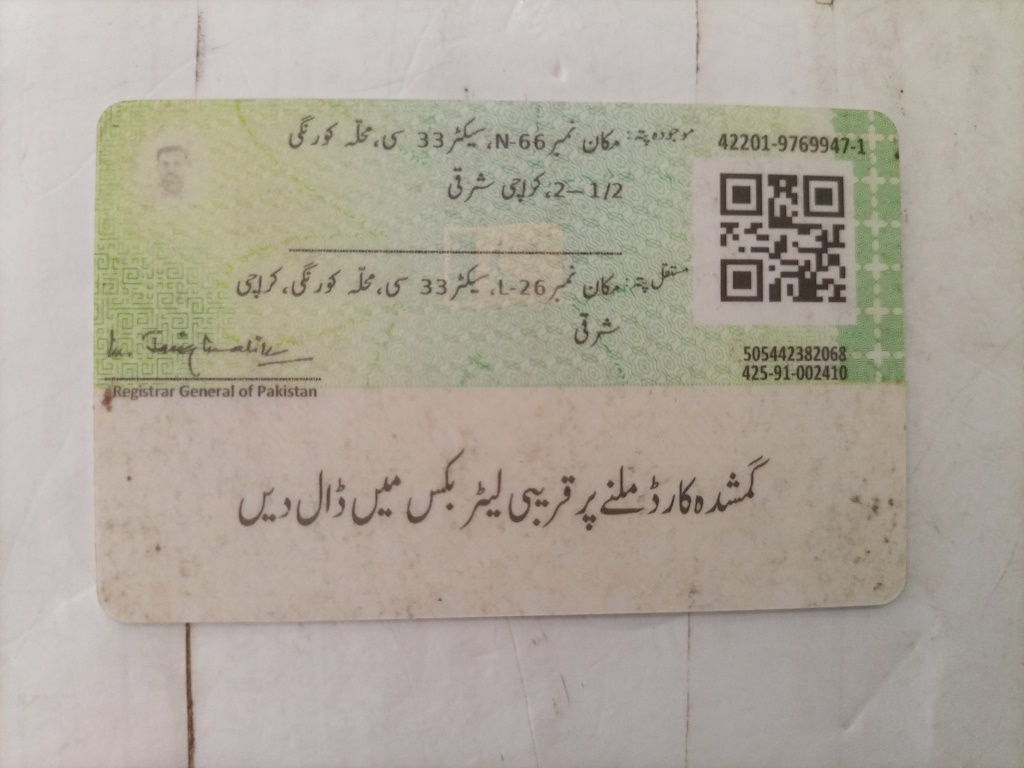 موجودہ پتہ: مکان نمبر N-66، سیکٹر 33 سی، محلّہ کورنگی
2-1/2، کراچی شرقی
42201-9769947-1
مستقل پتہ: مکان نمبر L-26، سیکٹر 33 سی، محلّہ کورنگی، کراچی
شرقی
505442382068
425-91-002410
Registrar General of Pakistan
گمشدہ کارڈ ملنے پر قریبی لیٹر بکس میں ڈال دیں